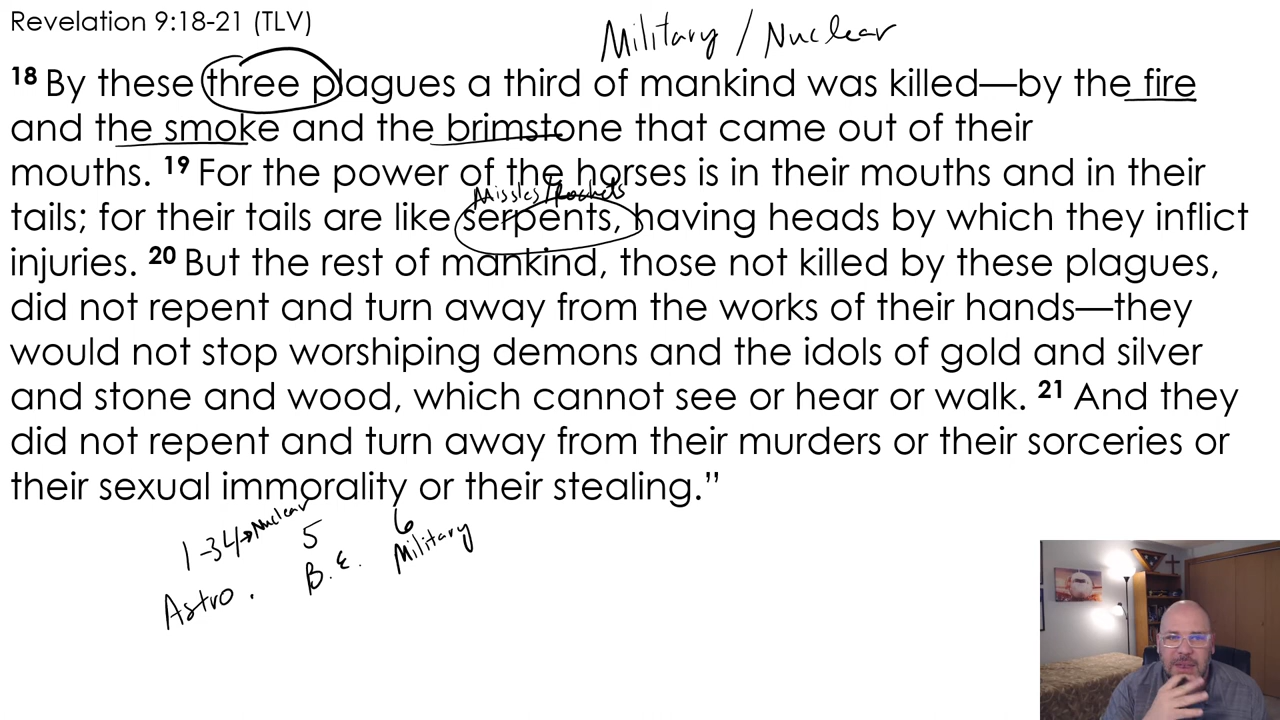 Revelation 9:18-21 (TLV)
Military / Nuclear
18 By these three plagues a third of mankind was killed—by the fire
and the smoke and the brimstone that came out of their
mouths. 19 For the power of the horses is in their mouths and in their
Missles/Rockets
tails; for their tails are like serpents, having heads by which they inflict
injuries. 20 But the rest of mankind, those not killed by these plagues,
did not repent and turn away from the works of their hands—they
would not stop worshiping demons and the idols of gold and silver
and stone and wood, which cannot see or hear or walk. 21 And they
did not repent and turn away from their murders or their sorceries or
their sexual immorality or their stealing.”
1-34→Nuclear 5 6
Astro. B.E. Military